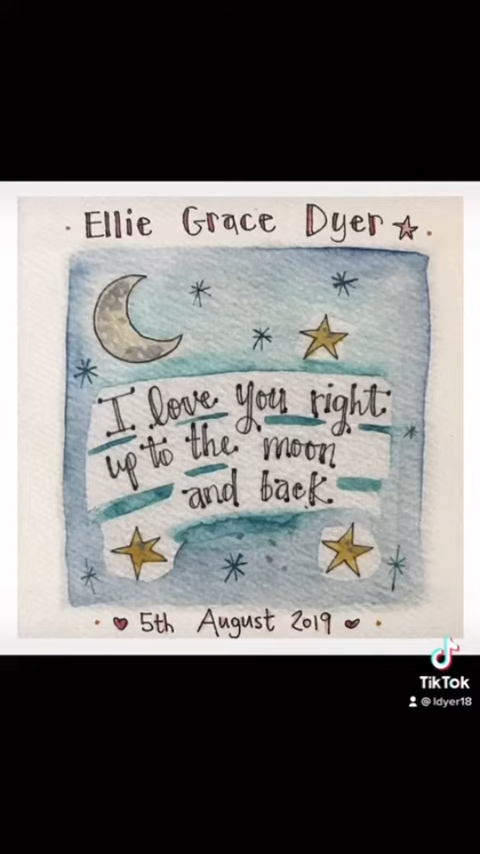 Ellie Grace Dyer
I love you right
up to the moon
and back
5th August 2019
TikTok
@ldyer18